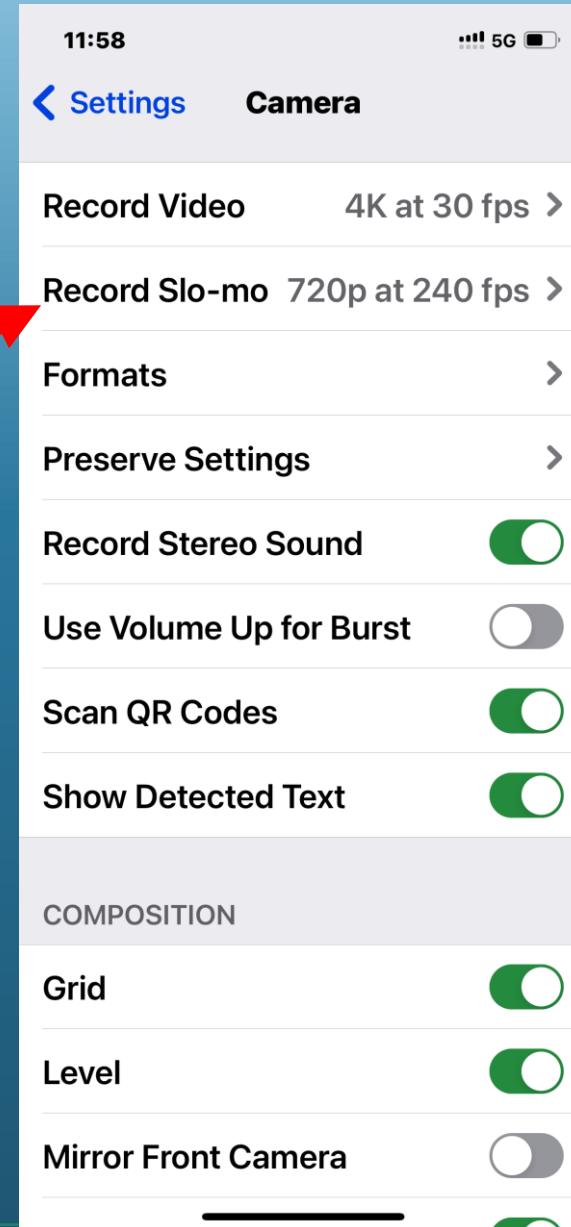 11:58 5G
Settings Camera
Record Video 4K at 30 fps
Record Slo-mo 720p at 240 fps
Formats
Preserve Settings
Record Stereo Sound
Use Volume Up for Burst
Scan QR Codes
Show Detected Text
COMPOSITION
Grid
Level
Mirror Front Camera